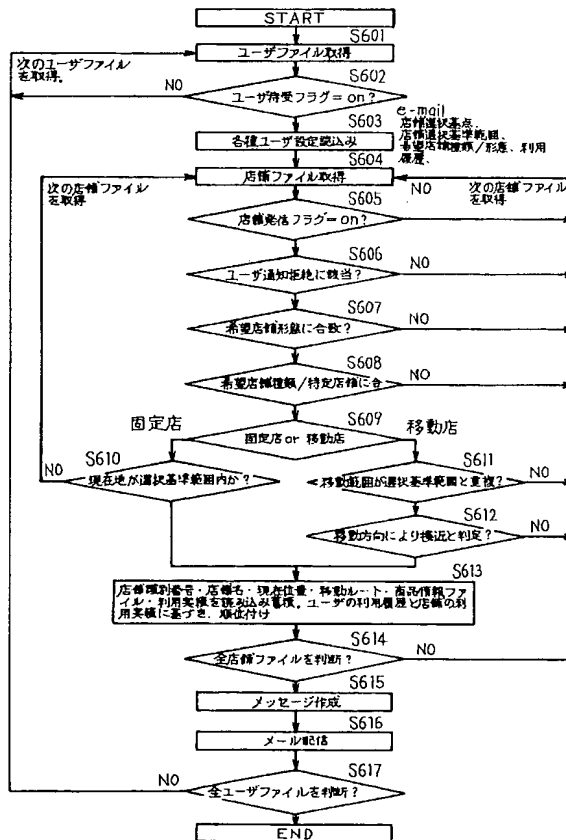 START
S601
ユーザファイル取得
次のユーザファイル
を取得。
S602
NO
ユーザ待受フラグ=on?
e-mail
店舗選択基点、
店舗選択基準範囲、
希望店舗種類/形態、利用
履歴、
S603
各種ユーザ設定読込み
S604
店舗ファイル取得
次の店舗ファイル
を取得
NO
次の店舗ファイル
を取得
S605
店舗発信フラグ=on?
S606
ユーザ通知拒絶に該当?
NO
S607
希望店舗形態に合致?
NO
S608
希望店舗種類/特定店舗に合
NO
S609
固定店
固定店 or 移動店
移動店
S610
NO
現在地が選択基準範囲内か?
S611
移動範囲が選択基準範囲と重複?
NO
S612
移動方向により接近と判定?
NO
S613
店舗識別番号・店舗名・現在位置・移動ルート・商品情報ファ
イル・利用実績を読み込み蓄積。ユーザの利用履歴と店舗の利
用実績に基づき、順位付け
S614
全店舗ファイルを判断?
NO
S615
メッセージ作成
S616
メール配信
S617
NO
全ユーザファイルを判断?
END